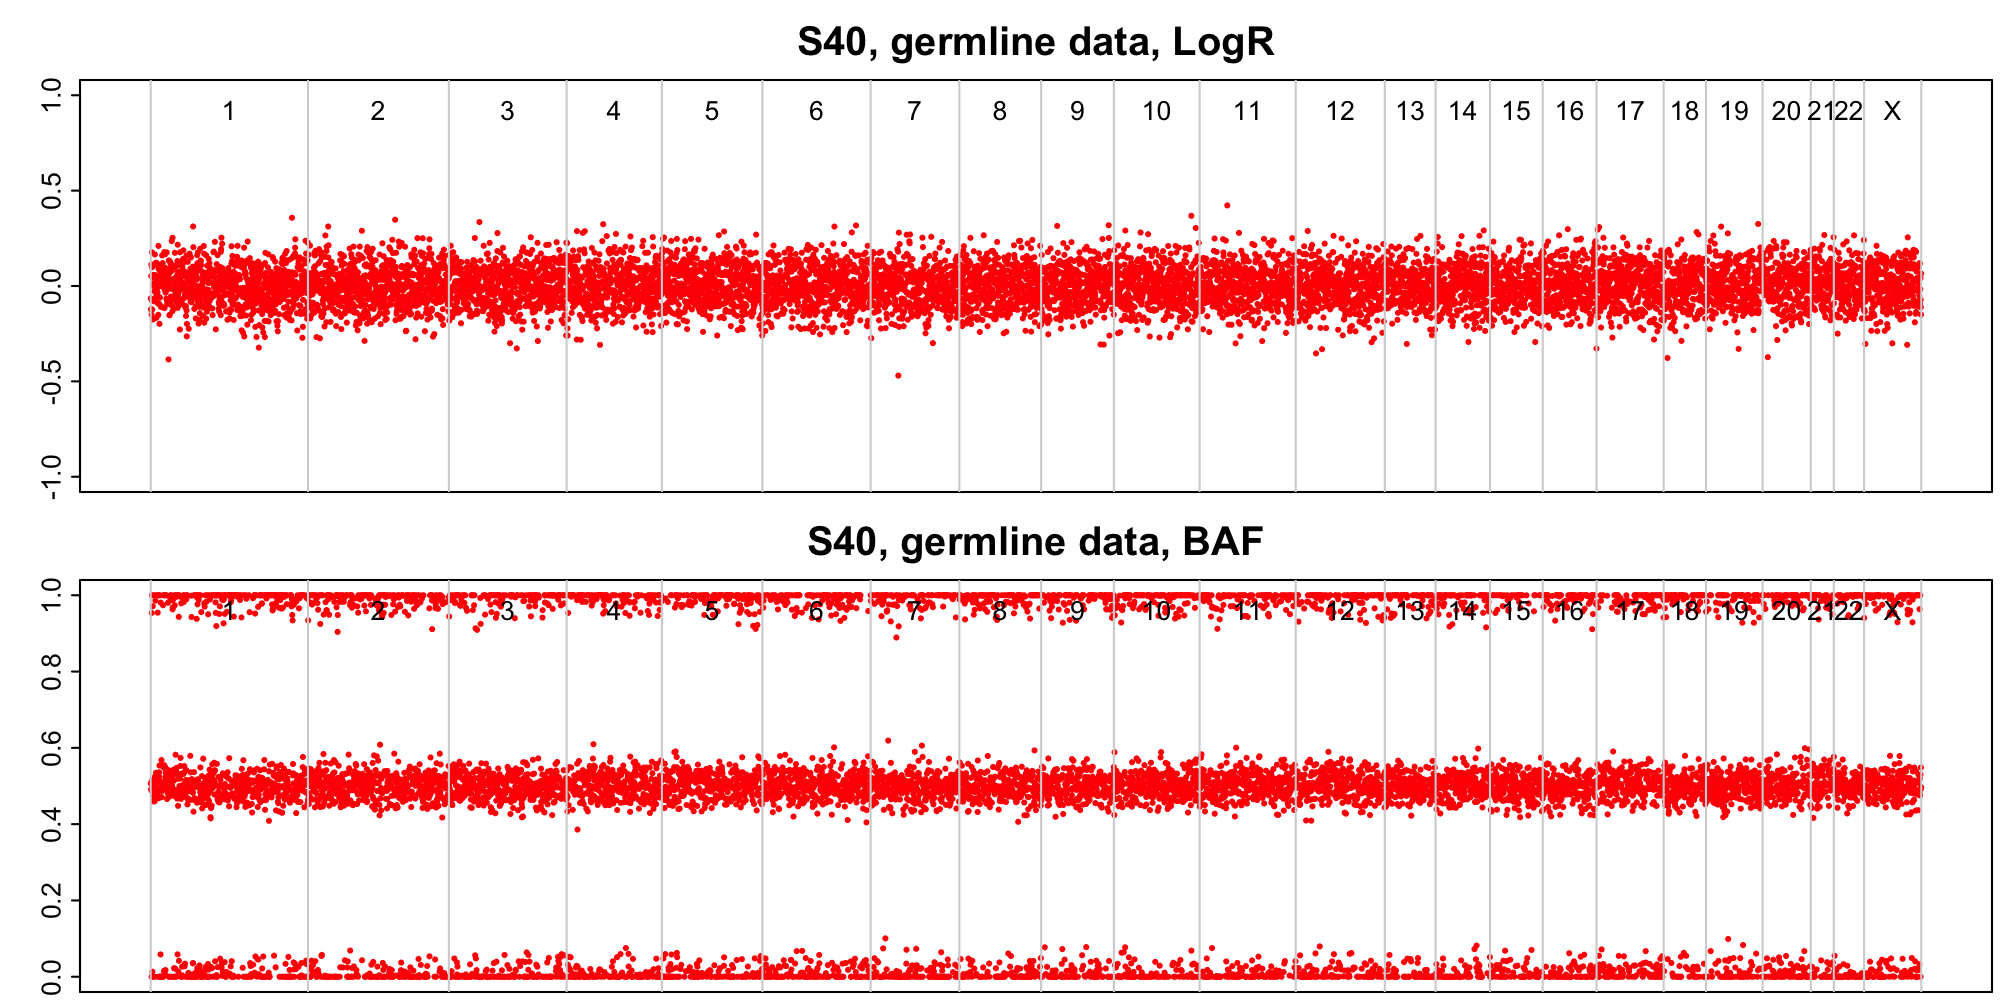 S40, germline data, LogR
1.0
0.5
0.0
-0.5
-1.0
1 2 3 4 5 6 7 8 9 10 11 12 13 14 15 16 17 18 19 20 21 22 X
S40, germline data, BAF
1.0
0.8
0.6
0.4
0.2
0.0
1 2 3 4 5 6 7 8 9 10 11 12 13 14 15 16 17 18 19 20 21 22 X